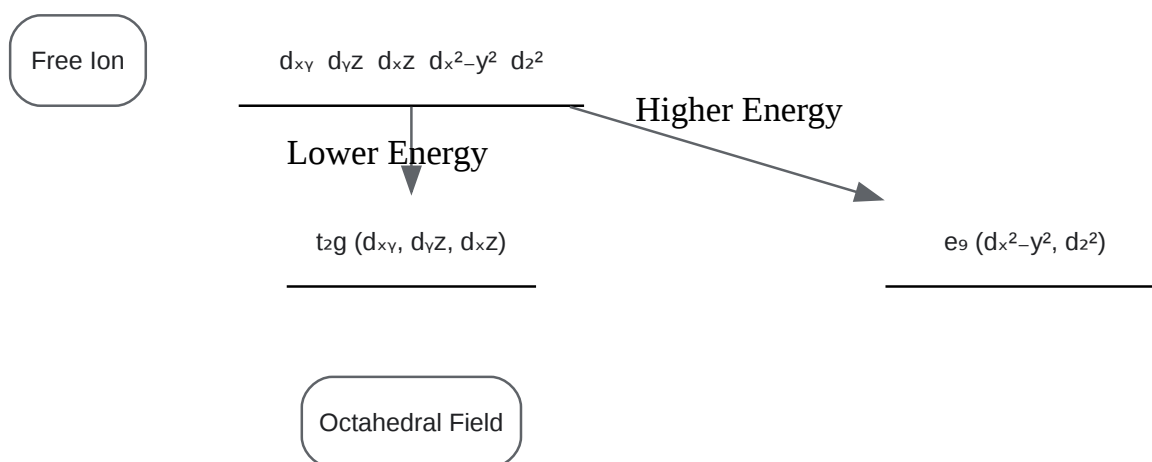 Free Ion
dₓᵧ dᵧz dₓz dₓ²₋y² d₂²
Higher Energy
Lower Energy
t₂g (dₓᵧ, dᵧz, dₓz)
e₉ (dₓ²₋y², d₂²)
Octahedral Field